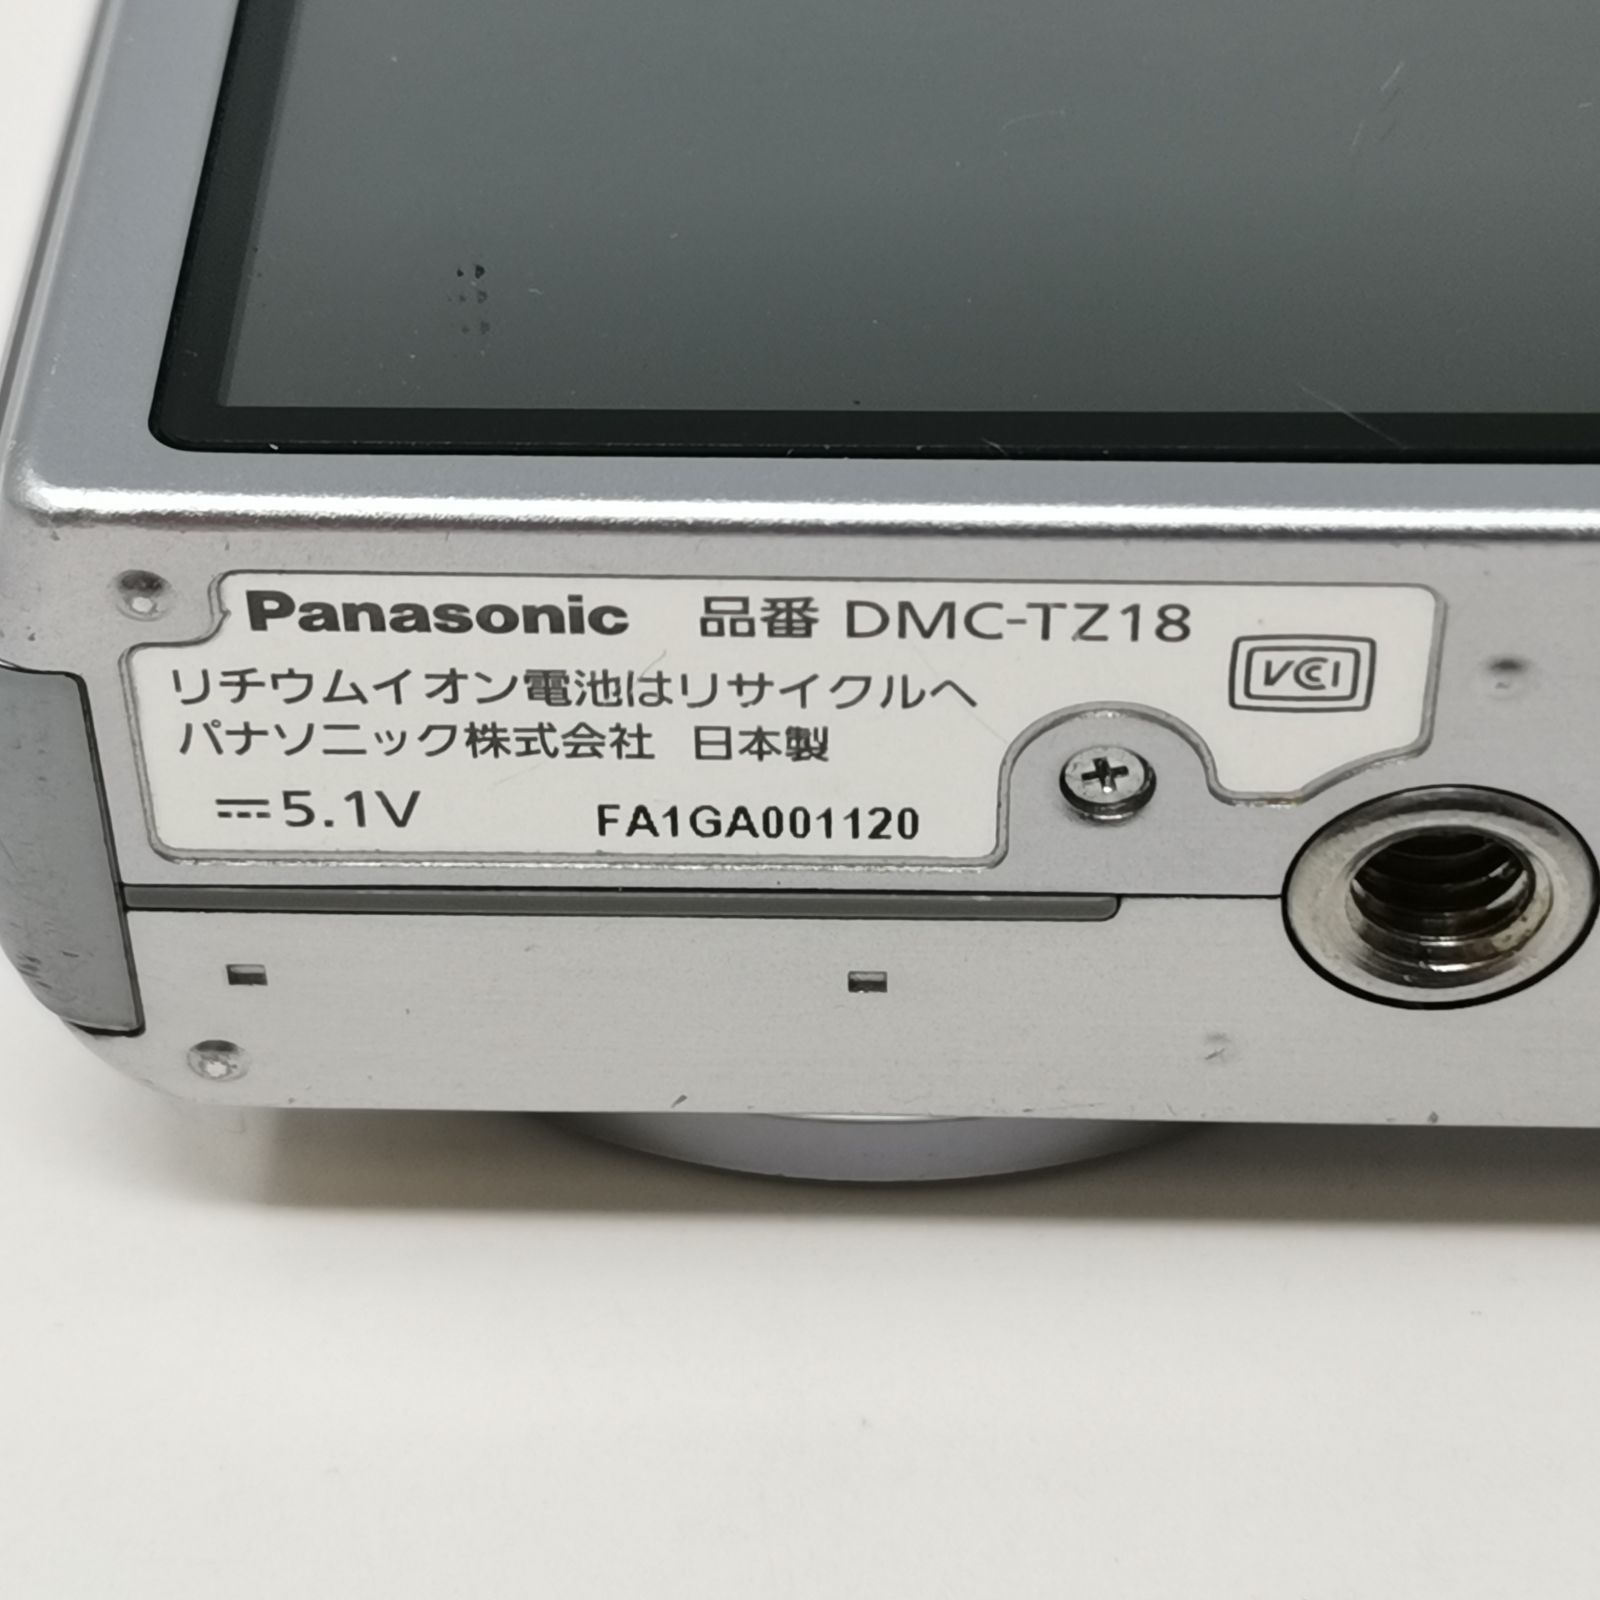 Panasonic 品番 DMC-TZ18
VCI
リチウムイオン電池はリサイクルへ
パナソニック株式会社 日本製
⎓5.1V FA1GA001120